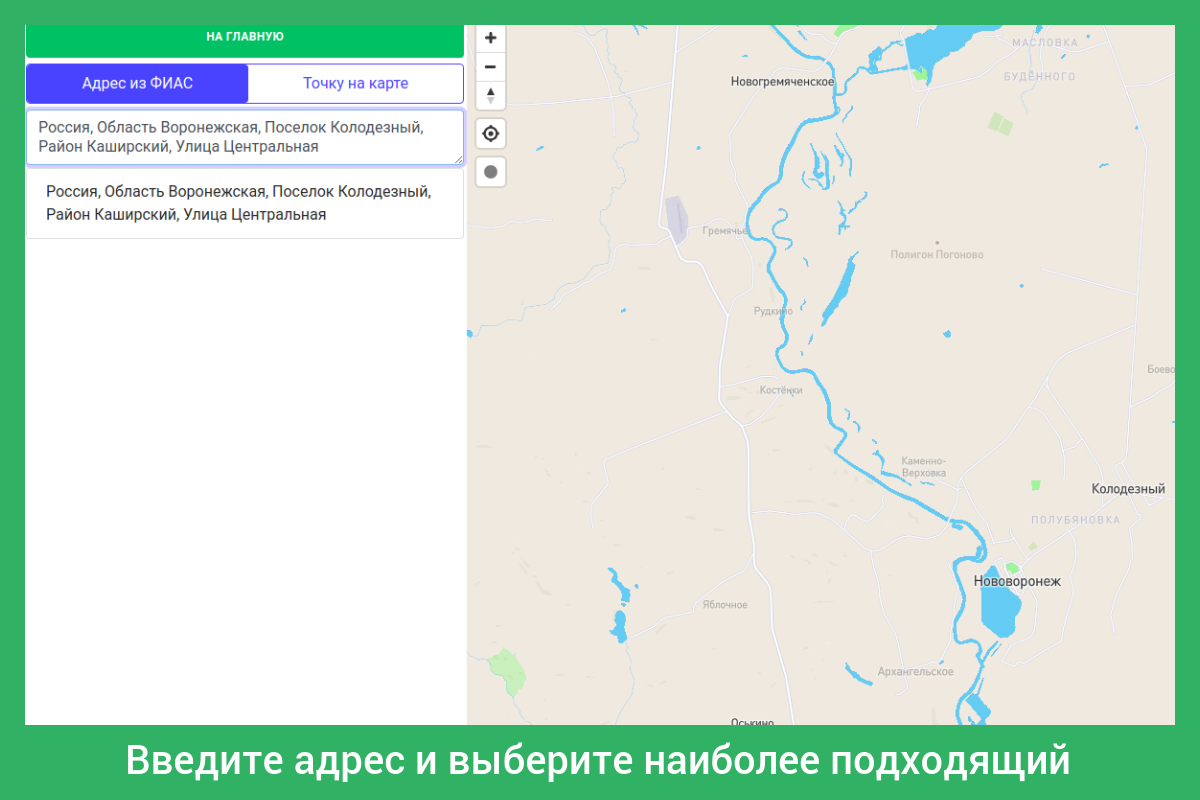 НА ГЛАВНУЮ
Адрес из ФИАС
Точку на карте
Россия, Область Воронежская, Поселок Колодезный,
Район Каширский, Улица Центральная
Россия, Область Воронежская, Поселок Колодезный,
Район Каширский, Улица Центральная
МАСЛОВКА
БУДЁННОГО
Новогремяченское
Гремячье
Полигон Погоново
Рудкино
Боево
Костёнки
Каменно-
Верховка
Колодезный
ПОЛУБЯНОВКА
Нововоронеж
Яблочное
Архангельское
Оськино
Введите адрес и выберите наиболее подходящий